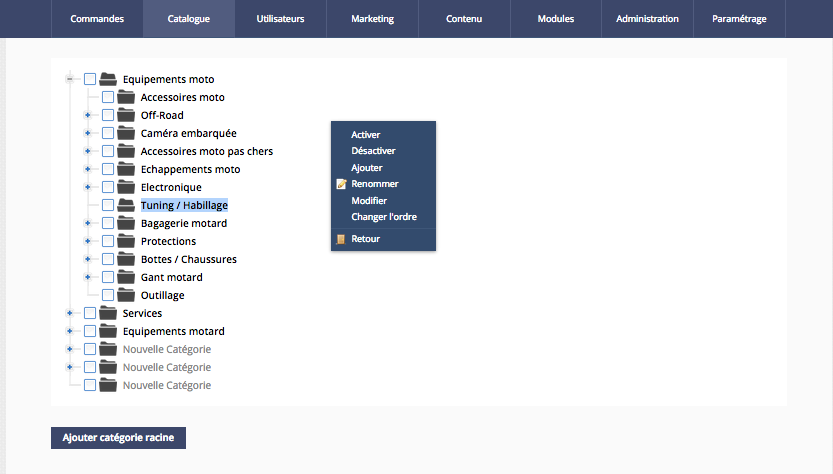 Commandes Catalogue Utilisateurs Marketing Contenu Modules Administration Paramétrage
Equipements moto
Accessoires moto
Off-Road
Caméra embarquée
Accessoires moto pas chers
Echappements moto
Electronique
Tuning / Habillage
Bagagerie motard
Protections
Bottes / Chaussures
Gant motard
Outillage
Services
Equipements motard
Nouvelle Catégorie
Nouvelle Catégorie
Nouvelle Catégorie
Activer
Désactiver
Ajouter
Renommer
Modifier
Changer l'ordre
Retour
Ajouter catégorie racine